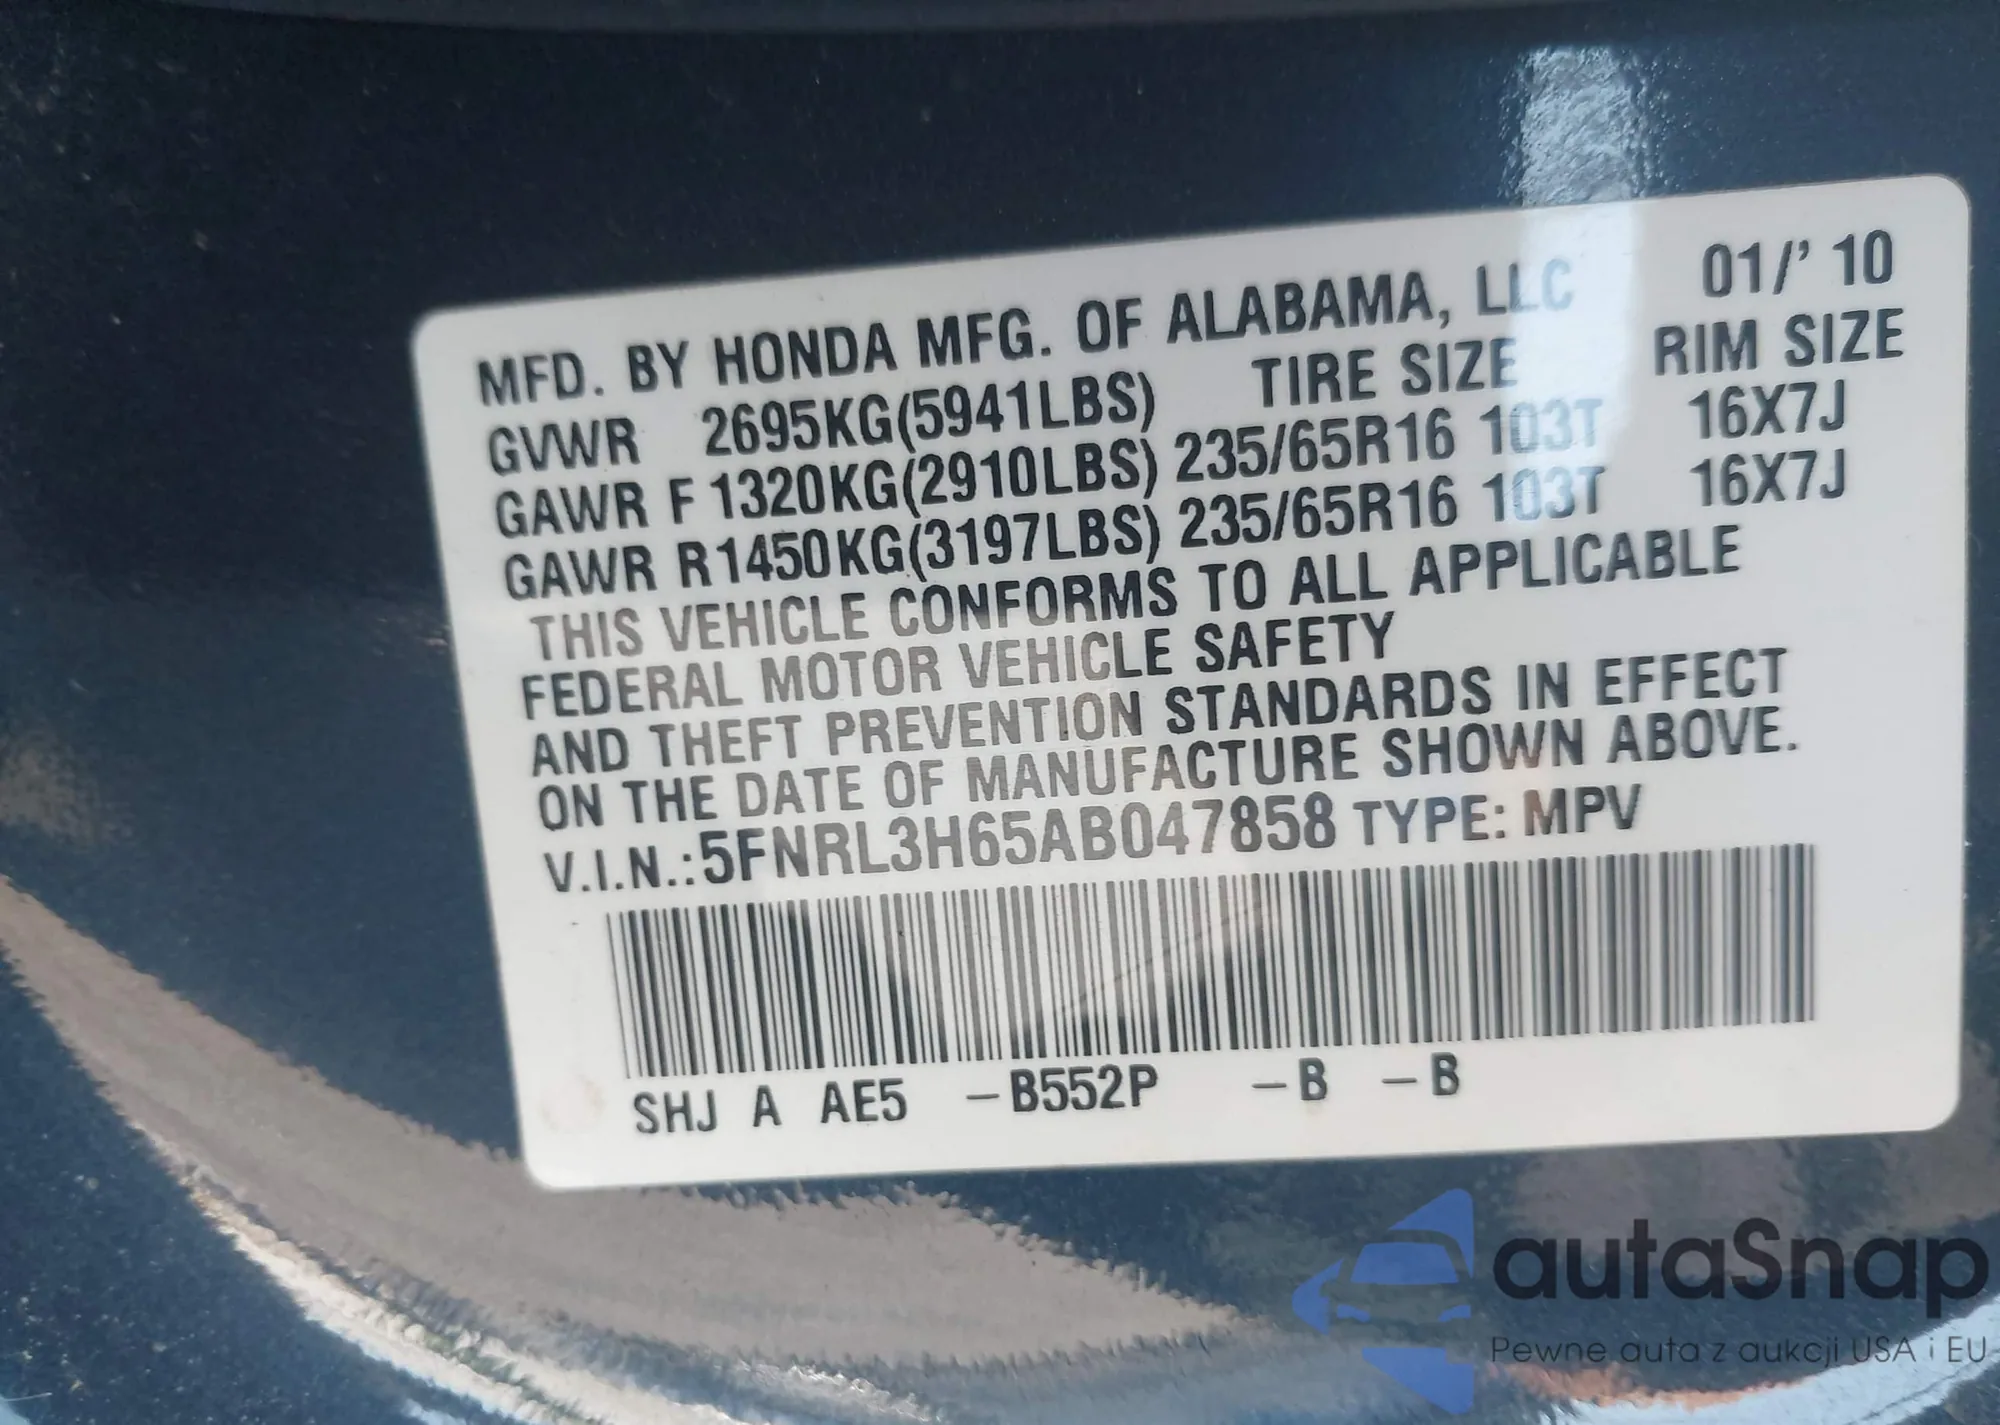 MFD. BY HONDA MFG. OF ALABAMA, LLC 01/' 10
GVWR 2695KG(5941LBS) TIRE SIZE RIM SIZE
GAWR F 1320KG(2910LBS) 235/65R16 103T 16X7J
GAWR R1450KG(3197LBS) 235/65R16 103T 16X7J
THIS VEHICLE CONFORMS TO ALL APPLICABLE
FEDERAL MOTOR VEHICLE SAFETY
AND THEFT PREVENTION STANDARDS IN EFFECT
ON THE DATE OF MANUFACTURE SHOWN ABOVE.
V.I.N.:5FNRL3H65AB047858 TYPE: MPV
SHJ A AE5 –B552P –B –B
autaSnap
Pewne auta z aukcji USA i EU